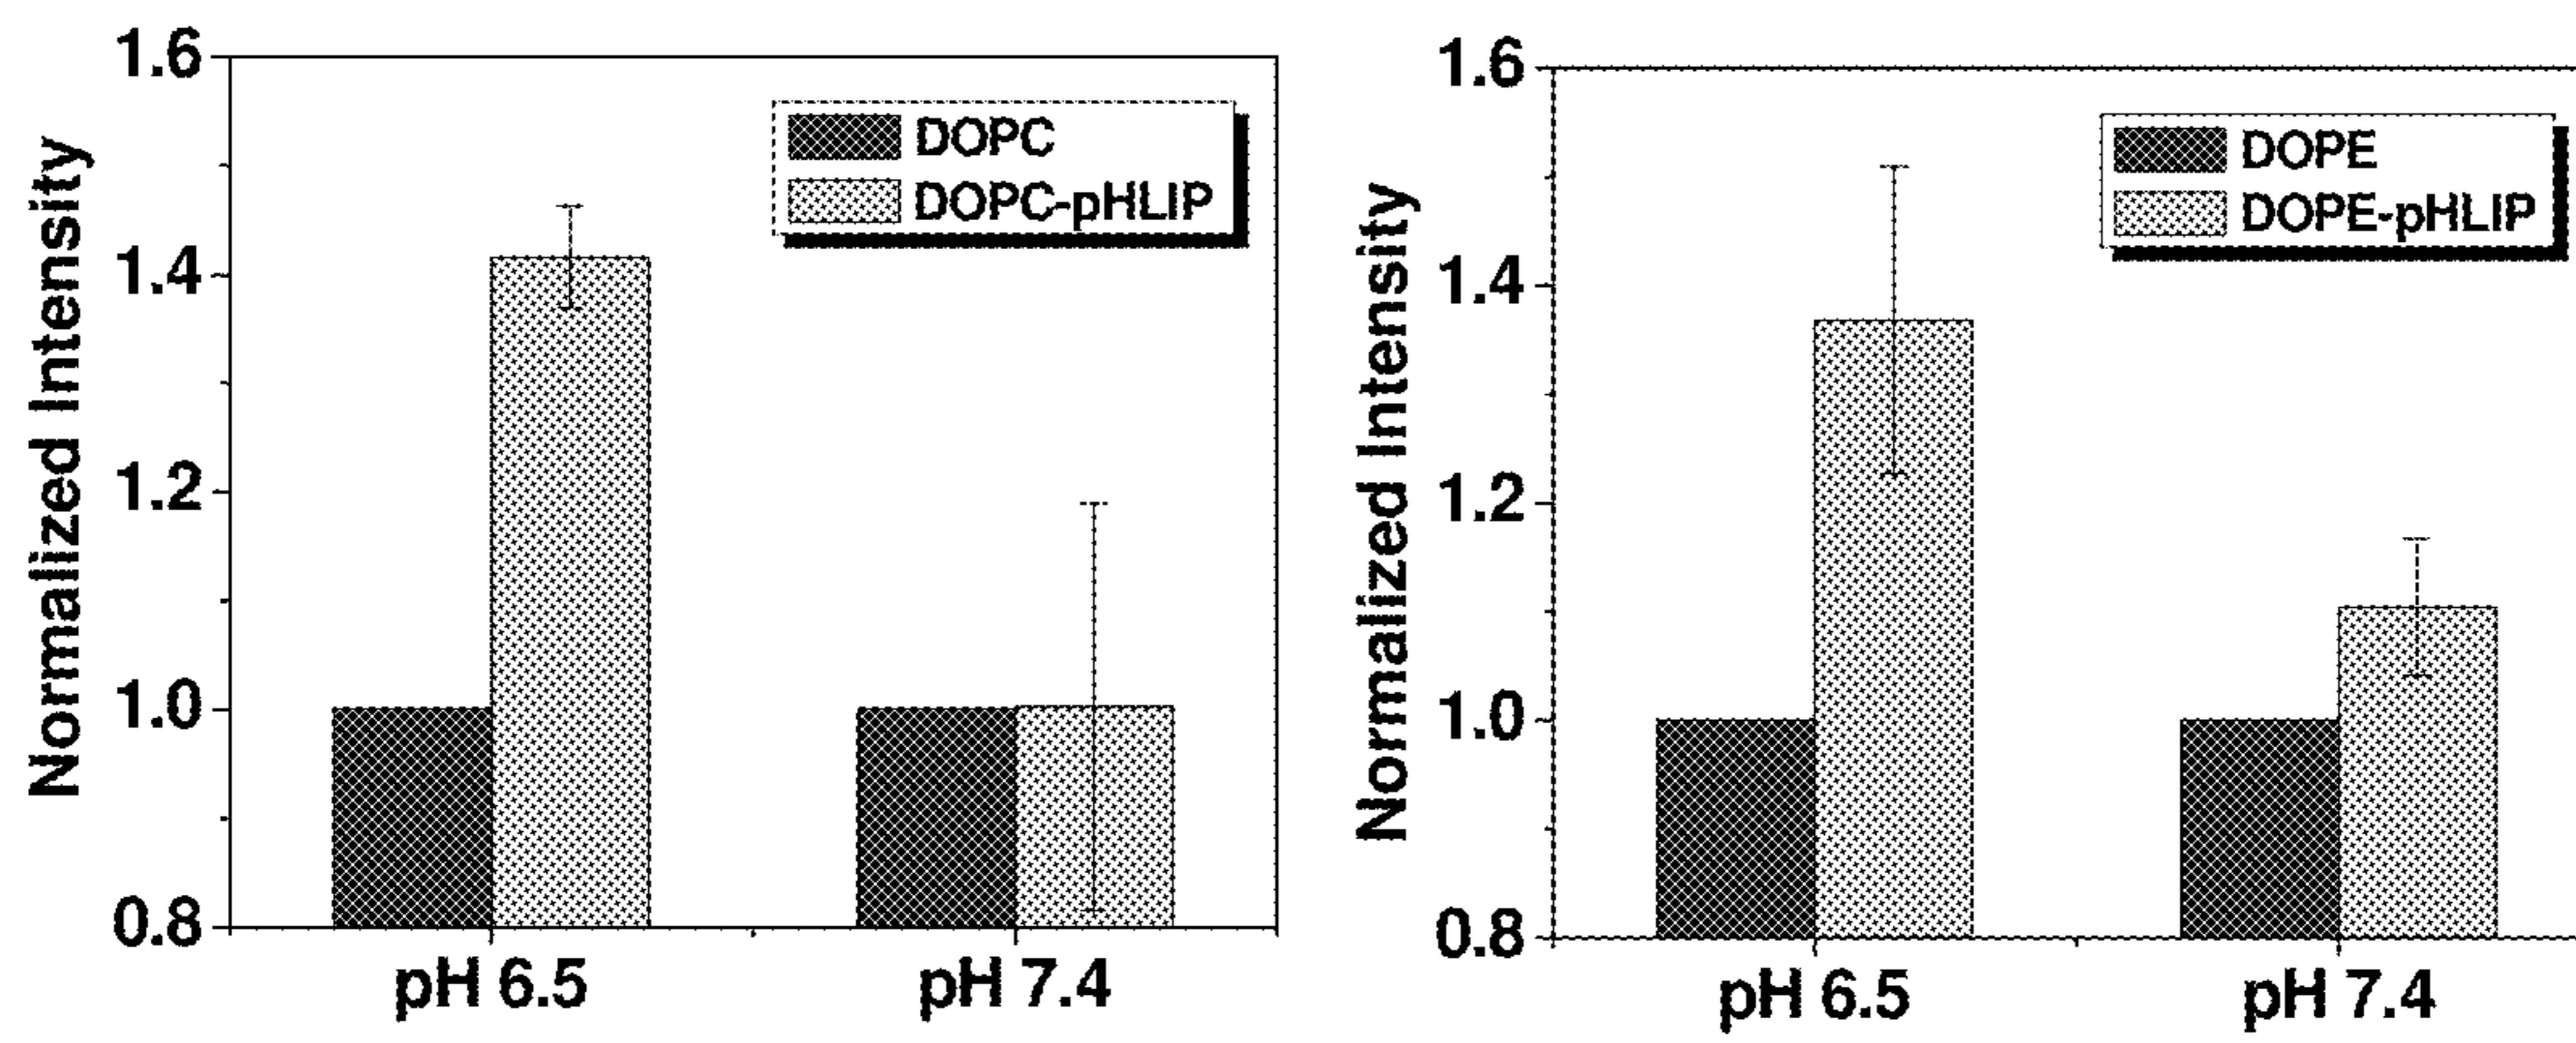 Normalized Intensity
1.6
1.4
1.2
1.0
0.8
DOPC
DOPC-pHLIP
pH 6.5
pH 7.4
Normalized Intensity
1.6
1.4
1.2
1.0
0.8
DOPE
DOPE-pHLIP
pH 6.5
pH 7.4